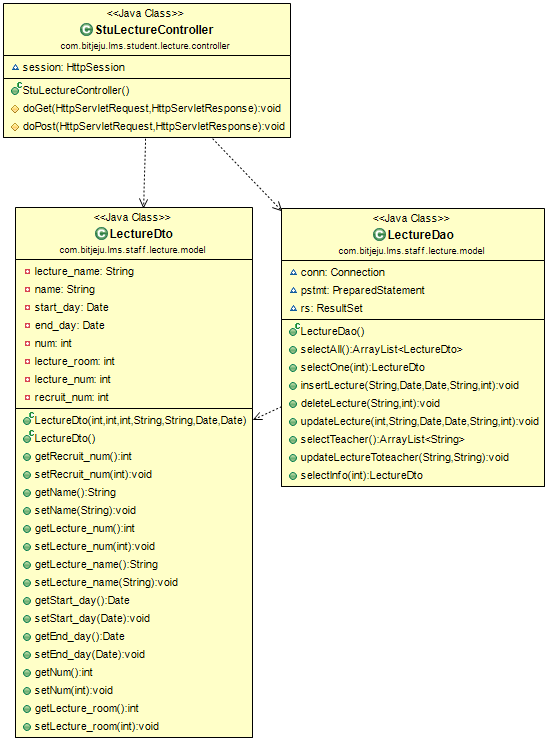 <<Java Class>>
StuLectureController
com.bitjeju.lms.student.lecture.controller
session: HttpSession
StuLectureController()
doGet(HttpServletRequest,HttpServletResponse):void
doPost(HttpServletRequest,HttpServletResponse):void
<<Java Class>>
LectureDto
com.bitjeju.lms.staff.lecture.model
lecture_name: String
name: String
start_day: Date
end_day: Date
num: int
lecture_room: int
lecture_num: int
recruit_num: int
LectureDto(int,int,int,String,String,Date,Date)
LectureDto()
getRecruit_num():int
setRecruit_num(int):void
getName():String
setName(String):void
getLecture_num():int
setLecture_num(int):void
getLecture_name():String
setLecture_name(String):void
getStart_day():Date
setStart_day(Date):void
getEnd_day():Date
setEnd_day(Date):void
getNum():int
setNum(int):void
getLecture_room():int
setLecture_room(int):void
<<Java Class>>
LectureDao
com.bitjeju.lms.staff.lecture.model
conn: Connection
pstmt: PreparedStatement
rs: ResultSet
LectureDao()
selectAll():ArrayList<LectureDto>
selectOne(int):LectureDto
insertLecture(String,Date,Date,String,int):void
deleteLecture(String,int):void
updateLecture(int,String,Date,Date,String,int):void
selectTeacher():ArrayList<String>
updateLectureToteacher(String,String):void
selectInfo(int):LectureDto